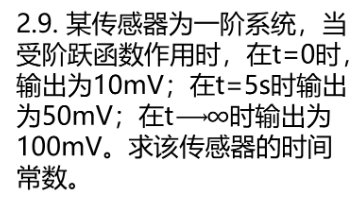 2.9. 某传感器为一阶系统，当
受阶跃函数作用时，在t=0时，
输出为10mV；在t=5s时输出
为50mV；在t⟶∞时输出为
100mV。求该传感器的时间
常数。